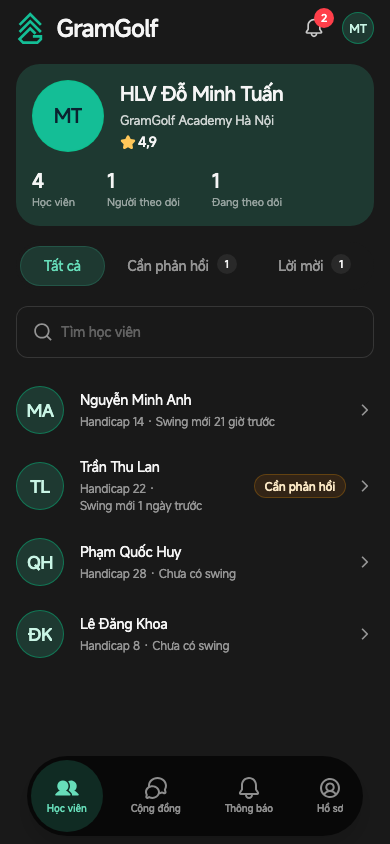 GramGolf
2
MT
MT
HLV Đỗ Minh Tuấn
GramGolf Academy Hà Nội
4,9
4 1 1
Học viên Người theo dõi Đang theo dõi
Tất cả Cần phản hồi 1 Lời mời 1
Tìm học viên
MA
Nguyễn Minh Anh
Handicap 14 · Swing mới 21 giờ trước
TL
Trần Thu Lan
Handicap 22 ·
Swing mới 1 ngày trước
Cần phản hồi
QH
Phạm Quốc Huy
Handicap 28 · Chưa có swing
ĐK
Lê Đăng Khoa
Handicap 8 · Chưa có swing
Học viên Cộng đồng Thông báo Hồ sơ